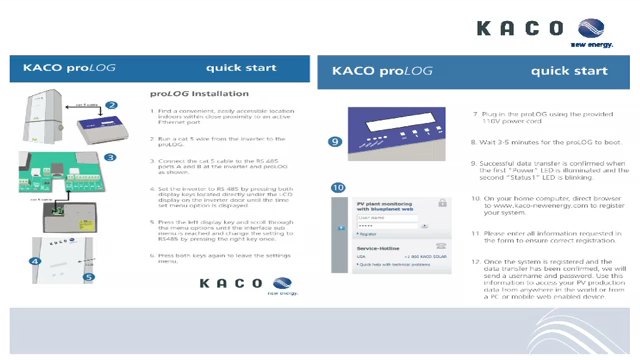 KACO
new energy.
KACO proLOG quick start
proLOG Installation
cat 5 cable
2
1. Find a convenient, easily accessible location
indoors within close proximity to an active
Ethernet port.
2. Run a cat 5 wire from the inverter to the
proLOG.
3
3. Connect the cat 5 cable to the RS 485
ports A and B at the inverter and proLOG
as shown.
4. Set the inverter to RS 485 by pressing both
display keys located directly under the LCD
display on the inverter door until the time
set menu option is displayed.
5. Press the left display key and scroll through
the menu options until the interface sub
menu is reached and change the setting to
RS485 by pressing the right key once.
6. Press both keys again to leave the settings
menu.
KACO
4
5
KACO
new energy.
KACO proLOG quick start
9
10
PV plant monitoring
with blueplanet web
User name
•••••
Register
Service-Hotline
USA +1 800 KACO SOLAR
Quick help with technical problems
7. Plug in the proLOG using the provided
110V power cord.
8. Wait 3-5 minutes for the proLOG to boot.
9. Successful data transfer is confirmed when
the first "Power" LED is illuminated and the
second "Status1" LED is blinking.
10. On your home computer, direct browser
to www.kaco-newenergy.com to register
your system.
11. Please enter all information requested in
the form to ensure correct registration.
12. Once the system is registered and the
data transfer has been confirmed, we will
send a username and password. Use this
information to access your PV production
data from anywhere in the world or from
a PC or mobile web enabled device.